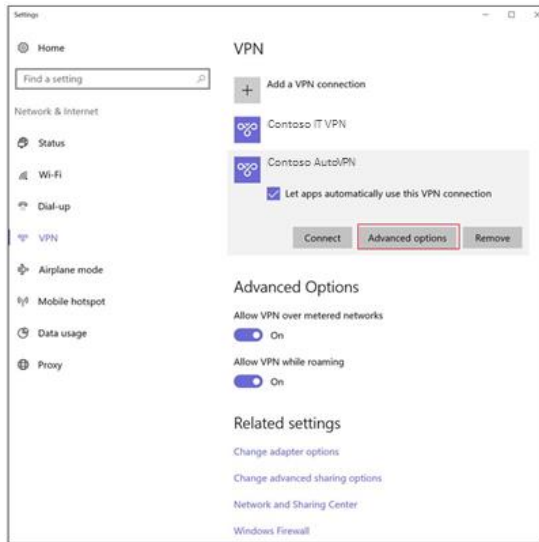 Settings
Home
Find a setting
Network & Internet
Status
Wi-Fi
Dial-up
VPN
Airplane mode
Mobile hotspot
Data usage
Proxy
VPN
Add a VPN connection
Contoso IT VPN
Contoso AutoVPN
Let apps automatically use this VPN connection
Connect Advanced options Remove
Advanced Options
Allow VPN over metered networks
On
Allow VPN while roaming
On
Related settings
Change adapter options
Change advanced sharing options
Network and Sharing Center
Windows Firewall